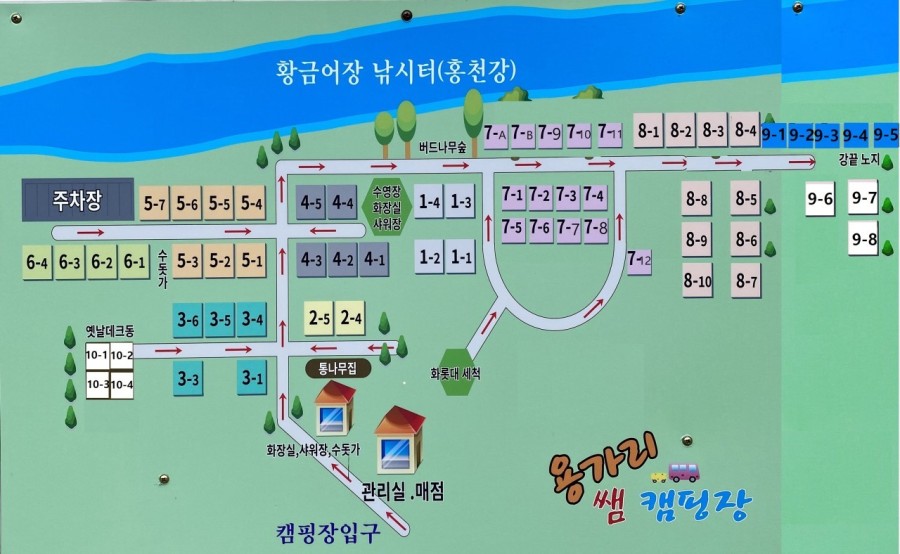 황금어장 낚시터(홍천강)
버드나무숲
7-A 7-B 7-9 7-10 7-11
8-1 8-2 8-3 8-4
9-1 9-2 9-3 9-4 9-5
강끝 노지
주차장
5-7 5-6 5-5 5-4
4-5 4-4
수영장
화장실
샤워장
1-4 1-3
7-1 7-2 7-3 7-4
8-8 8-5
9-6 9-7
7-5 7-6 7-7 7-8
6-4 6-3 6-2 6-1
수돗가
5-3 5-2 5-1
4-3 4-2 4-1
1-2 1-1
7-12
8-9 8-6
9-8
8-10 8-7
옛날데크동
10-1 10-2
10-3 10-4
3-6 3-5 3-4
2-5 2-4
3-3 3-1
통나무집
화롯대 세척
화장실,샤워장,수돗가
관리실 .매점
캠핑장입구
용가리
쌤 캠핑장